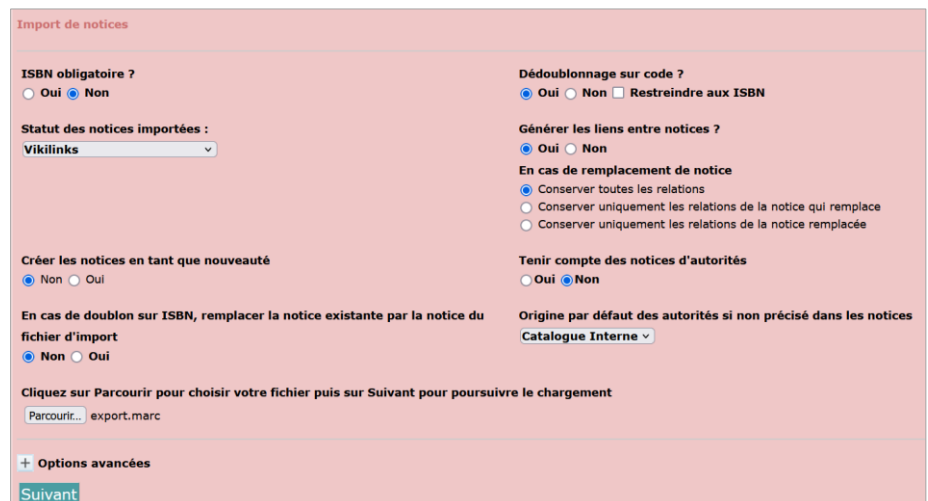 Import de notices
ISBN obligatoire ?
Oui Non
Dédoublonnage sur code ?
Oui Non Restreindre aux ISBN
Statut des notices importées :
Vikilinks
Générer les liens entre notices ?
Oui Non
En cas de remplacement de notice
Conserver toutes les relations
Conserver uniquement les relations de la notice qui remplace
Conserver uniquement les relations de la notice remplacée
Créer les notices en tant que nouveauté
Non Oui
Tenir compte des notices d'autorités
Oui Non
En cas de doublon sur ISBN, remplacer la notice existante par la notice du
fichier d'import
Non Oui
Origine par défaut des autorités si non précisé dans les notices
Catalogue Interne
Cliquez sur Parcourir pour choisir votre fichier puis sur Suivant pour poursuivre le chargement
Parcourir... export.marc
+ Options avancées
Suivant